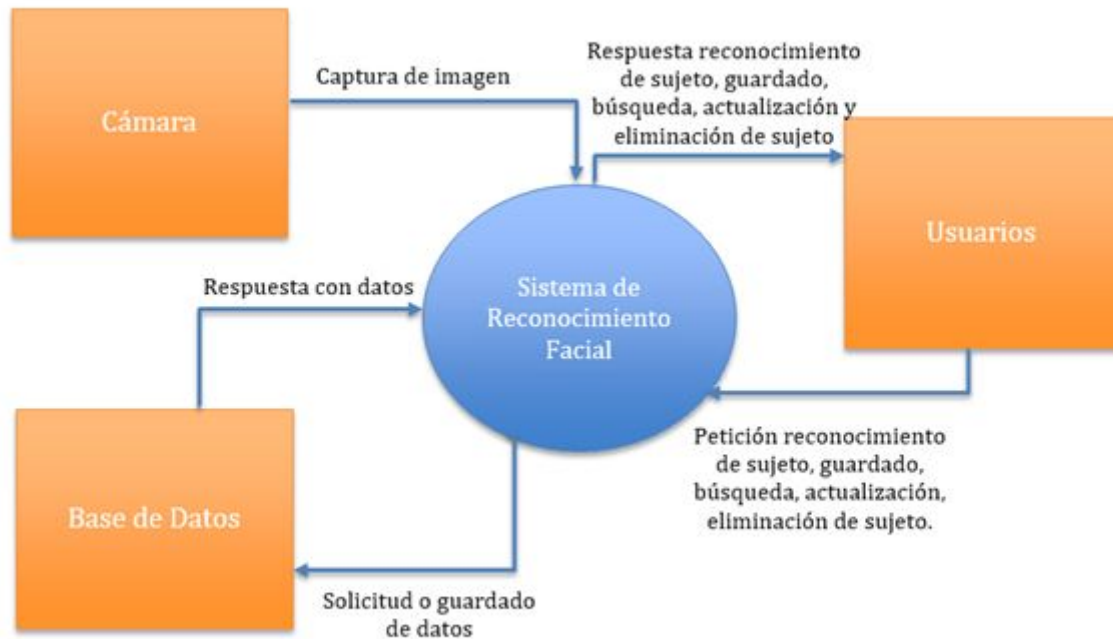 Cámara
Captura de imagen
Respuesta reconocimiento
de sujeto, guardado,
búsqueda, actualización y
eliminación de sujeto
Usuarios
Respuesta con datos
Sistema de
Reconocimiento
Facial
Base de Datos
Petición reconocimiento
de sujeto, guardado,
búsqueda, actualización,
eliminación de sujeto.
Solicitud o guardado
de datos